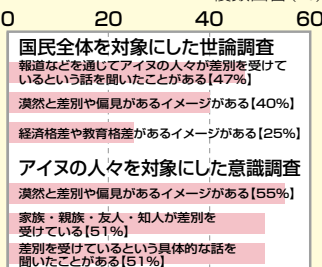 0 20 40 60
国民全体を対象にした世論調査
報道などを通じてアイヌの人々が差別を受けて
いるという話を聞いたことがある【47%】
漠然と差別や偏見があるイメージがある【40%】
経済格差や教育格差があるイメージがある【25%】
アイヌの人々を対象にした意識調査
漠然と差別や偏見があるイメージがある【55%】
家族・親族・友人・知人が差別を
受けている【51%】
差別を受けているという具体的な話を
聞いたことがある【51%】